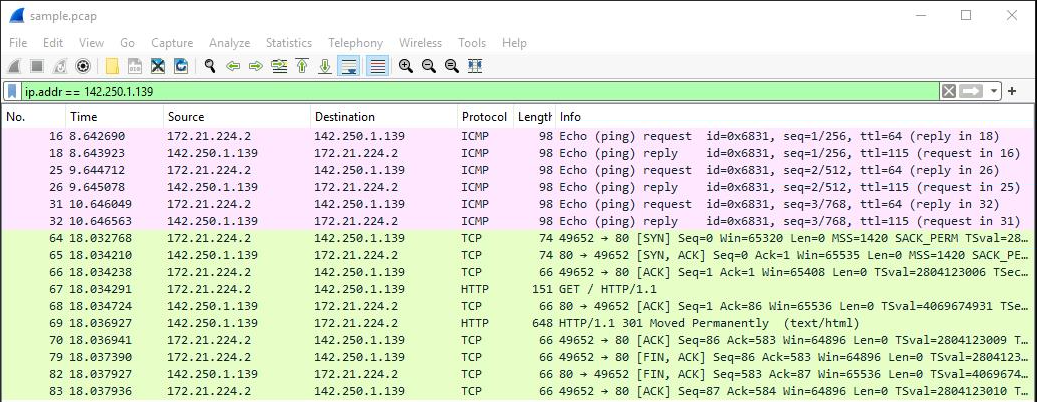 sample.pcap
File Edit View Go Capture Analyze Statistics Telephony Wireless Tools Help
ip.addr == 142.250.1.139
No. Time Source Destination Protocol Length Info
16 8.642690 172.21.224.2 142.250.1.139 ICMP 98 Echo (ping) request id=0x6831, seq=1/256, ttl=64 (reply in 18)
18 8.643923 142.250.1.139 172.21.224.2 ICMP 98 Echo (ping) reply id=0x6831, seq=1/256, ttl=115 (request in 16)
25 9.644712 172.21.224.2 142.250.1.139 ICMP 98 Echo (ping) request id=0x6831, seq=2/512, ttl=64 (reply in 26)
26 9.645078 142.250.1.139 172.21.224.2 ICMP 98 Echo (ping) reply id=0x6831, seq=2/512, ttl=115 (request in 25)
31 10.646049 172.21.224.2 142.250.1.139 ICMP 98 Echo (ping) request id=0x6831, seq=3/768, ttl=64 (reply in 32)
32 10.646563 142.250.1.139 172.21.224.2 ICMP 98 Echo (ping) reply id=0x6831, seq=3/768, ttl=115 (request in 31)
64 18.032768 172.21.224.2 142.250.1.139 TCP 74 49652 → 80 [SYN] Seq=0 Win=65320 Len=0 MSS=1420 SACK_PERM TSval=28…
65 18.034210 142.250.1.139 172.21.224.2 TCP 74 80 → 49652 [SYN, ACK] Seq=0 Ack=1 Win=65535 Len=0 MSS=1420 SACK_PE…
66 18.034238 172.21.224.2 142.250.1.139 TCP 66 49652 → 80 [ACK] Seq=1 Ack=1 Win=65408 Len=0 TSval=2804123006 TSec…
67 18.034291 172.21.224.2 142.250.1.139 HTTP 151 GET / HTTP/1.1
68 18.034724 142.250.1.139 172.21.224.2 TCP 66 80 → 49652 [ACK] Seq=1 Ack=86 Win=65536 Len=0 TSval=4069674931 TSe…
69 18.036927 142.250.1.139 172.21.224.2 HTTP 648 HTTP/1.1 301 Moved Permanently (text/html)
70 18.036941 172.21.224.2 142.250.1.139 TCP 66 49652 → 80 [ACK] Seq=86 Ack=583 Win=64896 Len=0 TSval=2804123009 T…
79 18.037390 172.21.224.2 142.250.1.139 TCP 66 49652 → 80 [FIN, ACK] Seq=86 Ack=583 Win=64896 Len=0 TSval=2804123…
82 18.037927 142.250.1.139 172.21.224.2 TCP 66 80 → 49652 [FIN, ACK] Seq=583 Ack=87 Win=65536 Len=0 TSval=4069674…
83 18.037936 172.21.224.2 142.250.1.139 TCP 66 49652 → 80 [ACK] Seq=87 Ack=584 Win=64896 Len=0 TSval=2804123010 T…